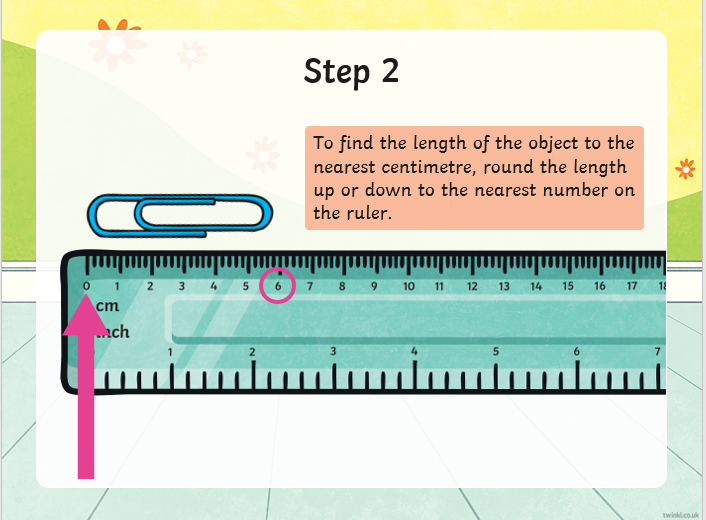 Step 2
To find the length of the object to the
nearest centimetre, round the length
up or down to the nearest number on
the ruler.
0 1 2 3 4 5 6 7 8 9 10 11 12 13 14 15 16 17 18
cm
inch
1 2 3 4 5 6 7
twinkl.co.uk